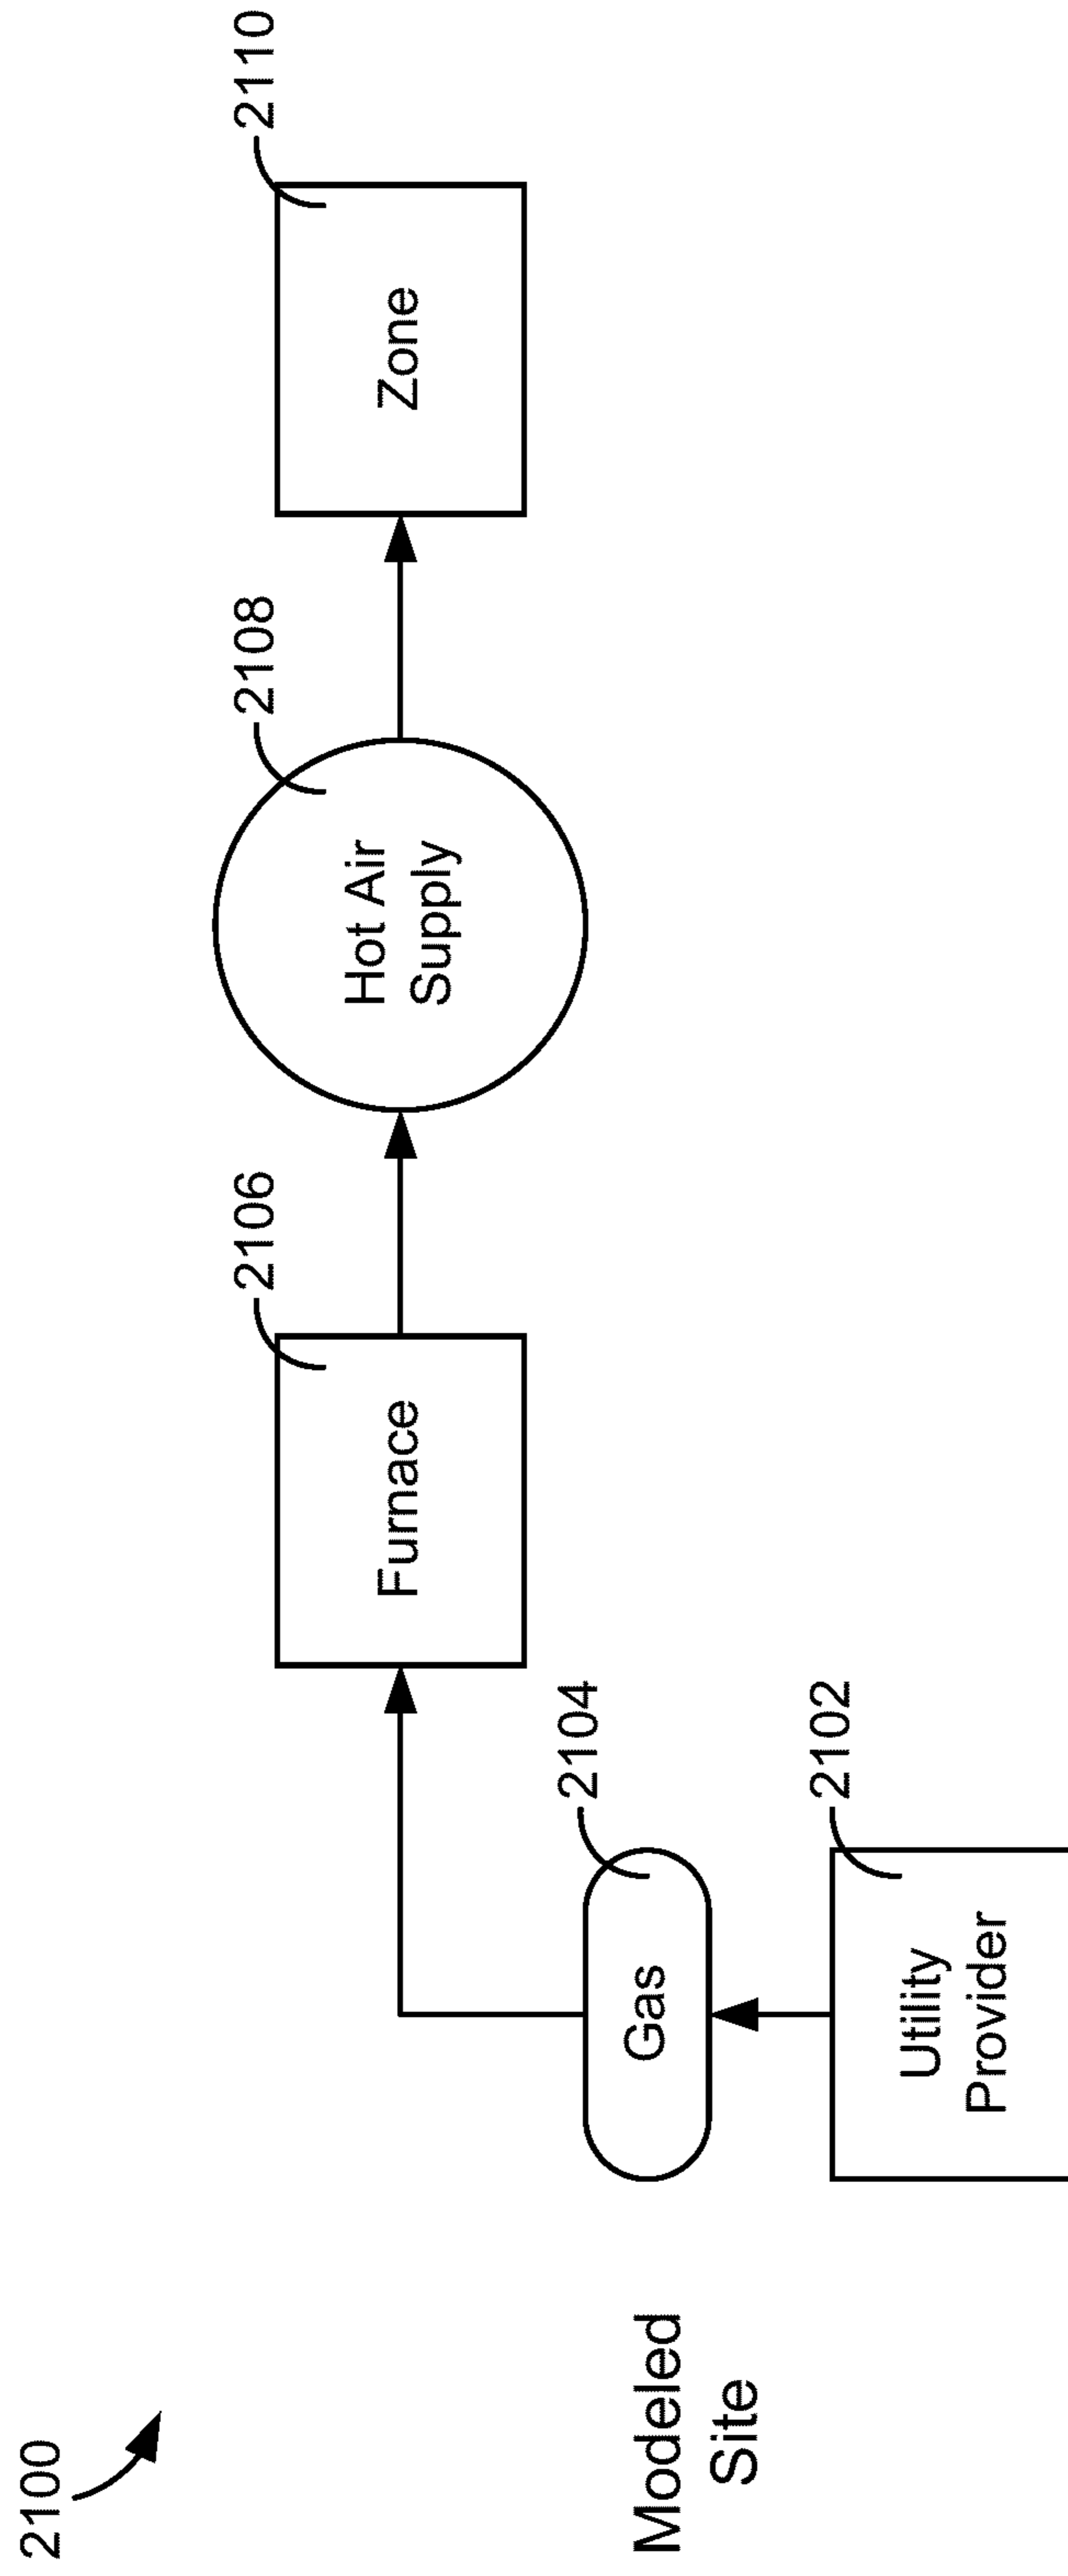 2100
Modeled
Site
2106
Furnace
2108
Hot Air
Supply
2110
Zone
2104
Gas
2102
Utility
Provider